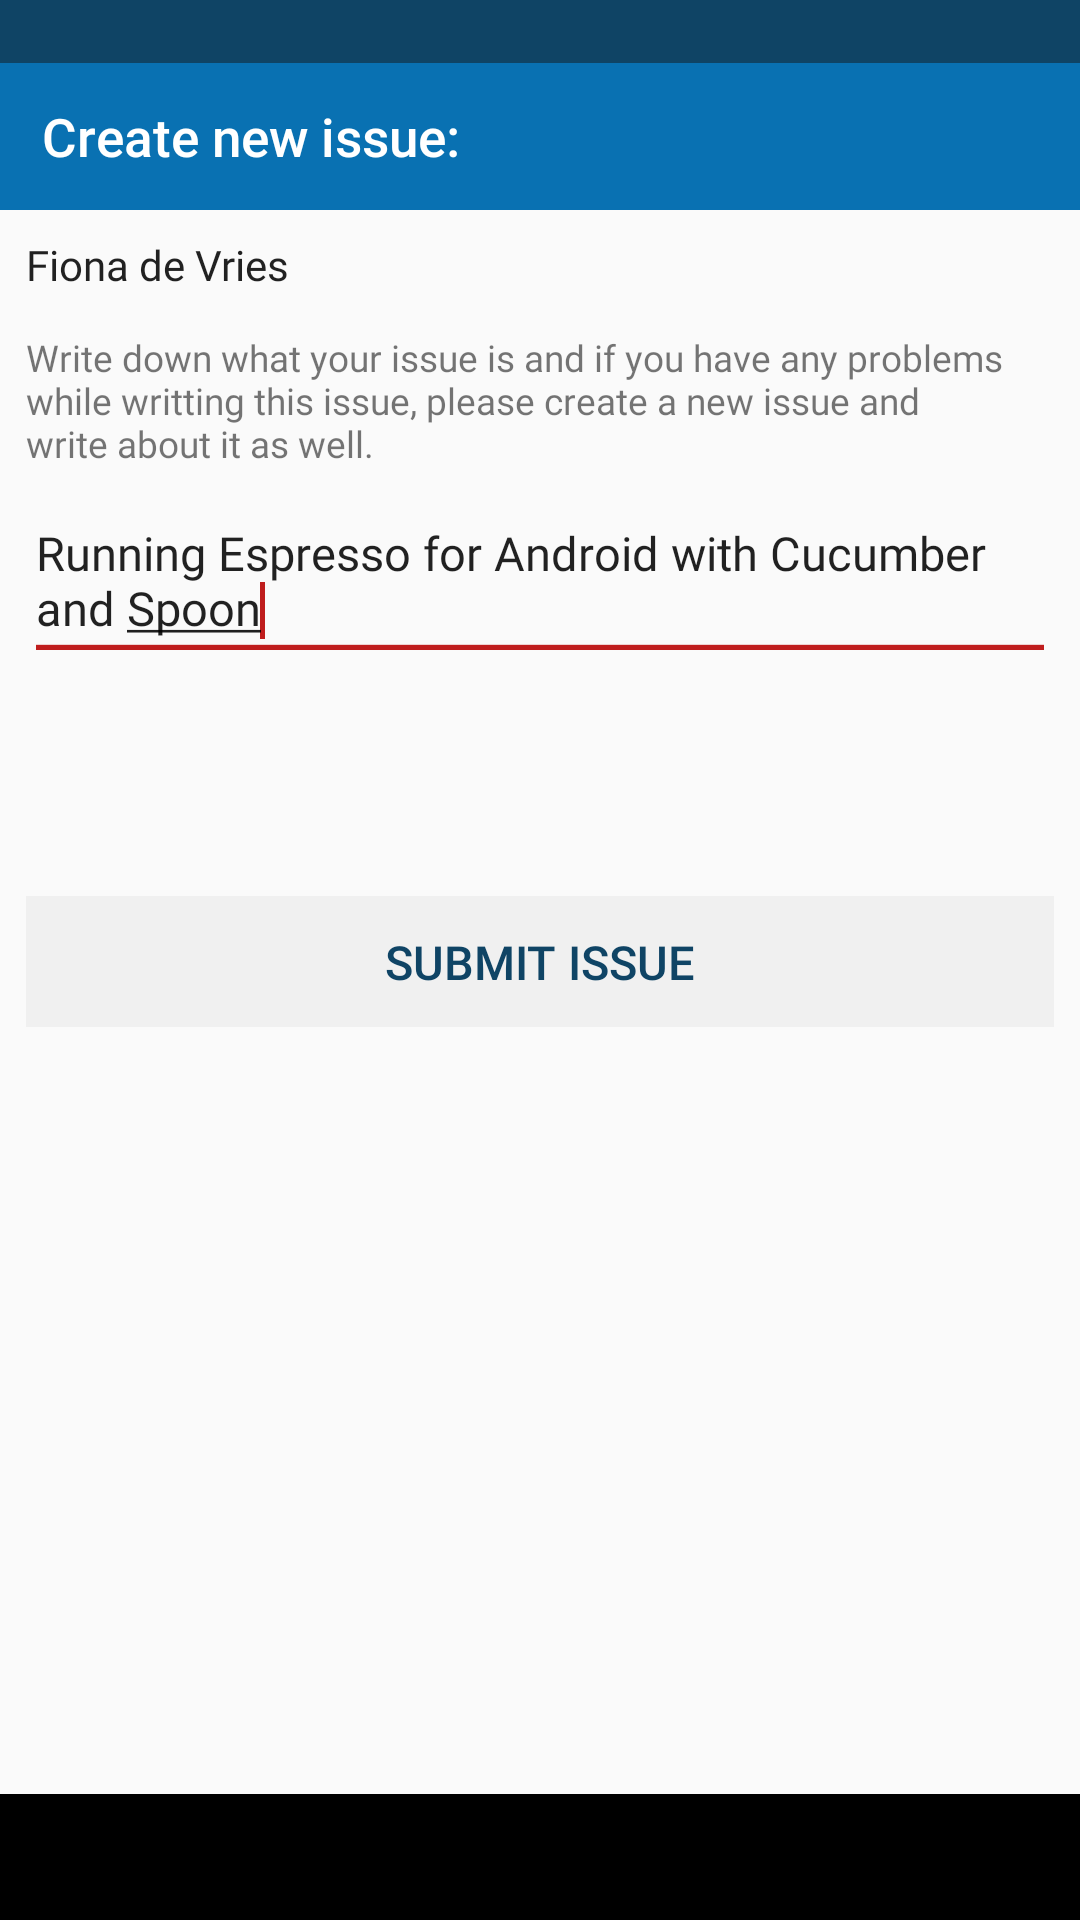 Create new issue:
Fiona de Vries
Write down what your issue is and if you have any problems
while writting this issue, please create a new issue and
write about it as well.
Running Espresso for Android with Cucumber
and Spoon
SUBMIT ISSUE